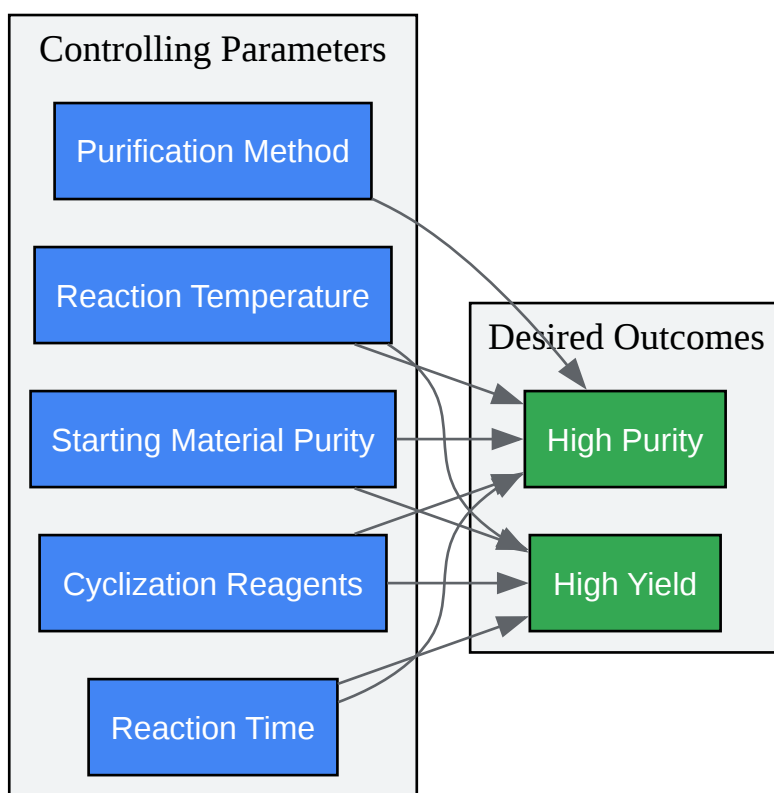 Controlling Parameters
Purification Method
Reaction Temperature
Starting Material Purity
Cyclization Reagents
Reaction Time
Desired Outcomes
High Purity
High Yield